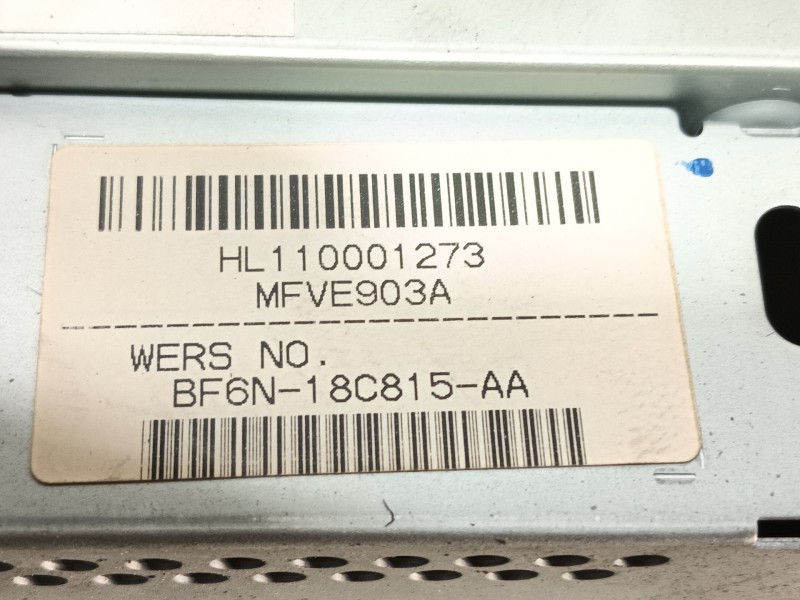 HL110001273
MFVE903A
WERS NO.
BF6N-18C815-AA